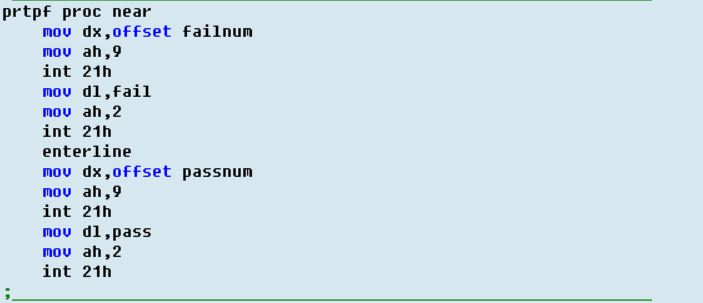 prtpf proc near
    mov dx,offset failnum
    mov ah,9
    int 21h
    mov dl,fail
    mov ah,2
    int 21h
    enterline
    mov dx,offset passnum
    mov ah,9
    int 21h
    mov dl,pass
    mov ah,2
    int 21h
;________________________________________________________________